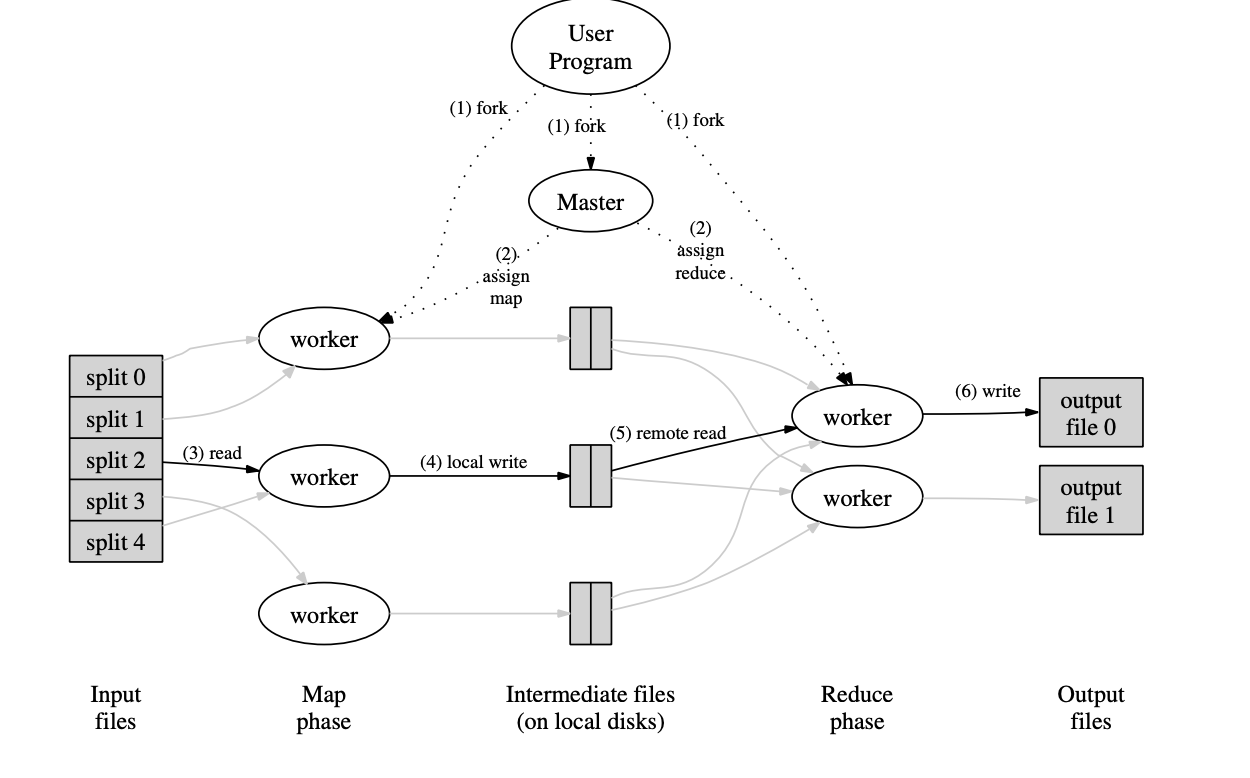 User
Program
(1) fork
(1) fork
(1) fork
Master
(2)
assign
map
(2)
assign
reduce
worker
split 0
split 1
split 2
split 3
split 4
(3) read
worker
(4) local write
worker
(5) remote read
worker
worker
(6) write
output
file 0
output
file 1
Input
files
Map
phase
Intermediate files
(on local disks)
Reduce
phase
Output
files